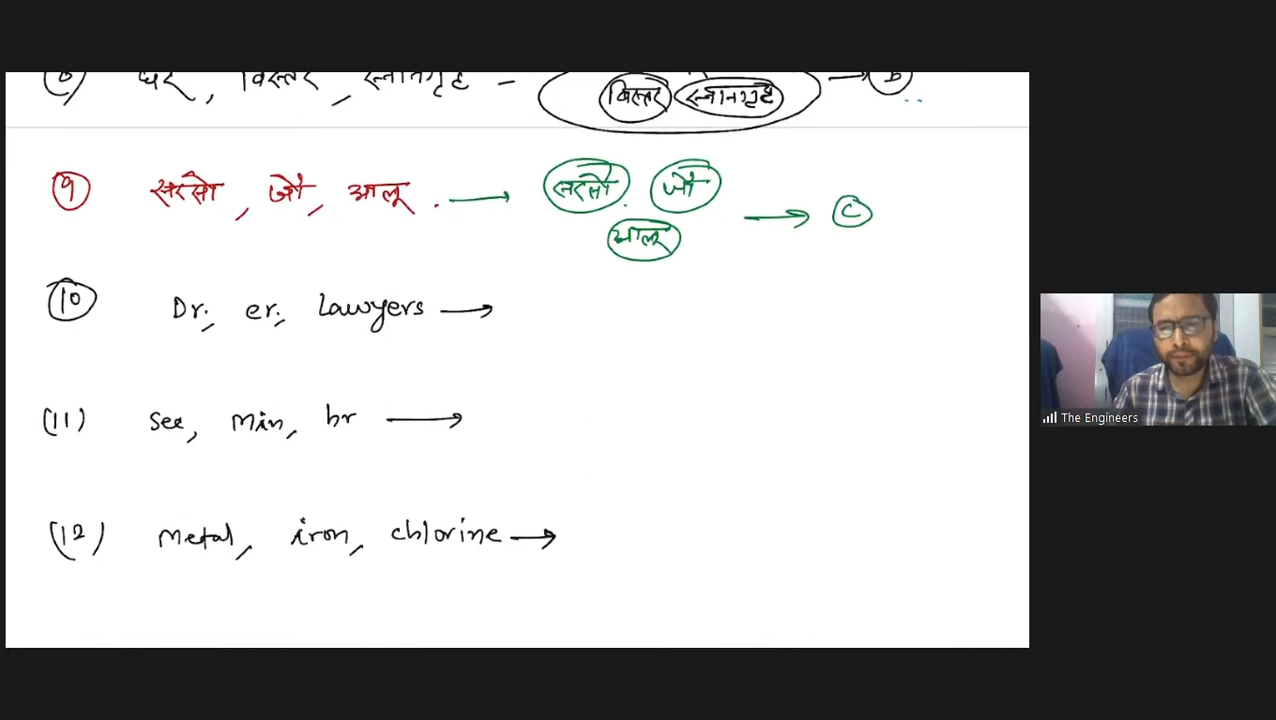 8) घर, बिस्तर, स्नानगृह - बिस्तर स्नानगृह → b
9 सरसो, जौ, आलू. → सरसो जौ → C
आलू
10 Dr., er., Lawyers →
(11) sec, min, hr →
The Engineers
(12) metal, iron, chlorine →